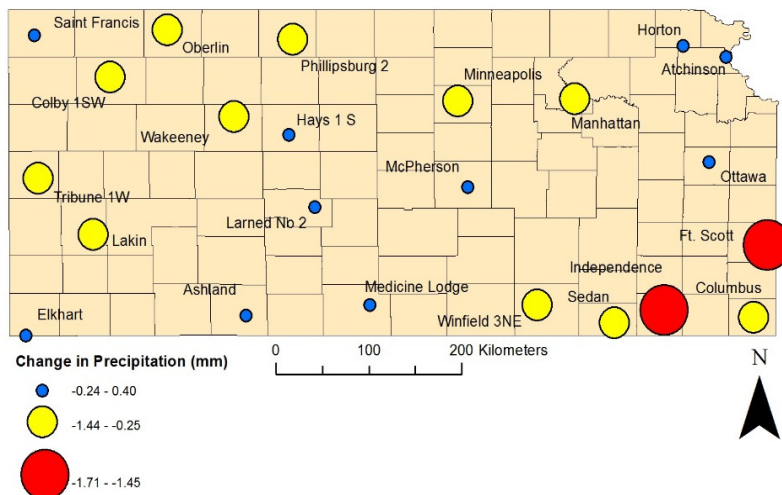 Saint Francis
Oberlin
Horton
Phillipsburg 2
Minneapolis
Atchinson
Colby 1SW
Hays 1 S
Wakeeney
Manhattan
McPherson
Ottawa
Tribune 1W
Larned No 2
Ft. Scott
Lakin
Independence
Ashland
Medicine Lodge
Columbus
Sedan
Elkhart
Winfield 3NE
Change in Precipitation (mm)
0 100 200 Kilometers
N
-0.24 - 0.40
-1.44 - -0.25
-1.71 - -1.45